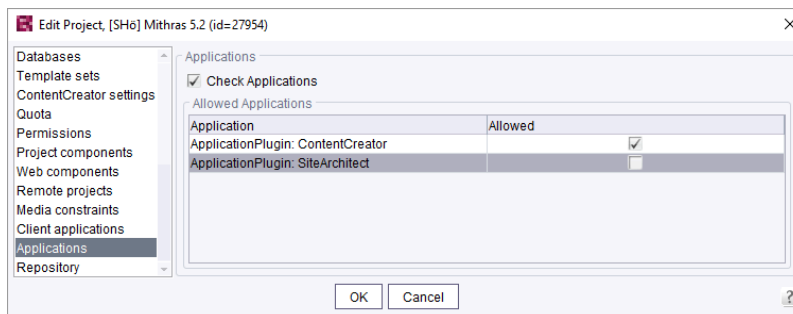 Edit Project, [SHö] Mithras 5.2 (id=27954)
Databases
Template sets
ContentCreator settings
Quota
Permissions
Project components
Web components
Remote projects
Media constraints
Client applications
Applications
Repository
Applications
Check Applications
Allowed Applications
Application Allowed
ApplicationPlugin: ContentCreator
ApplicationPlugin: SiteArchitect
OK Cancel
?